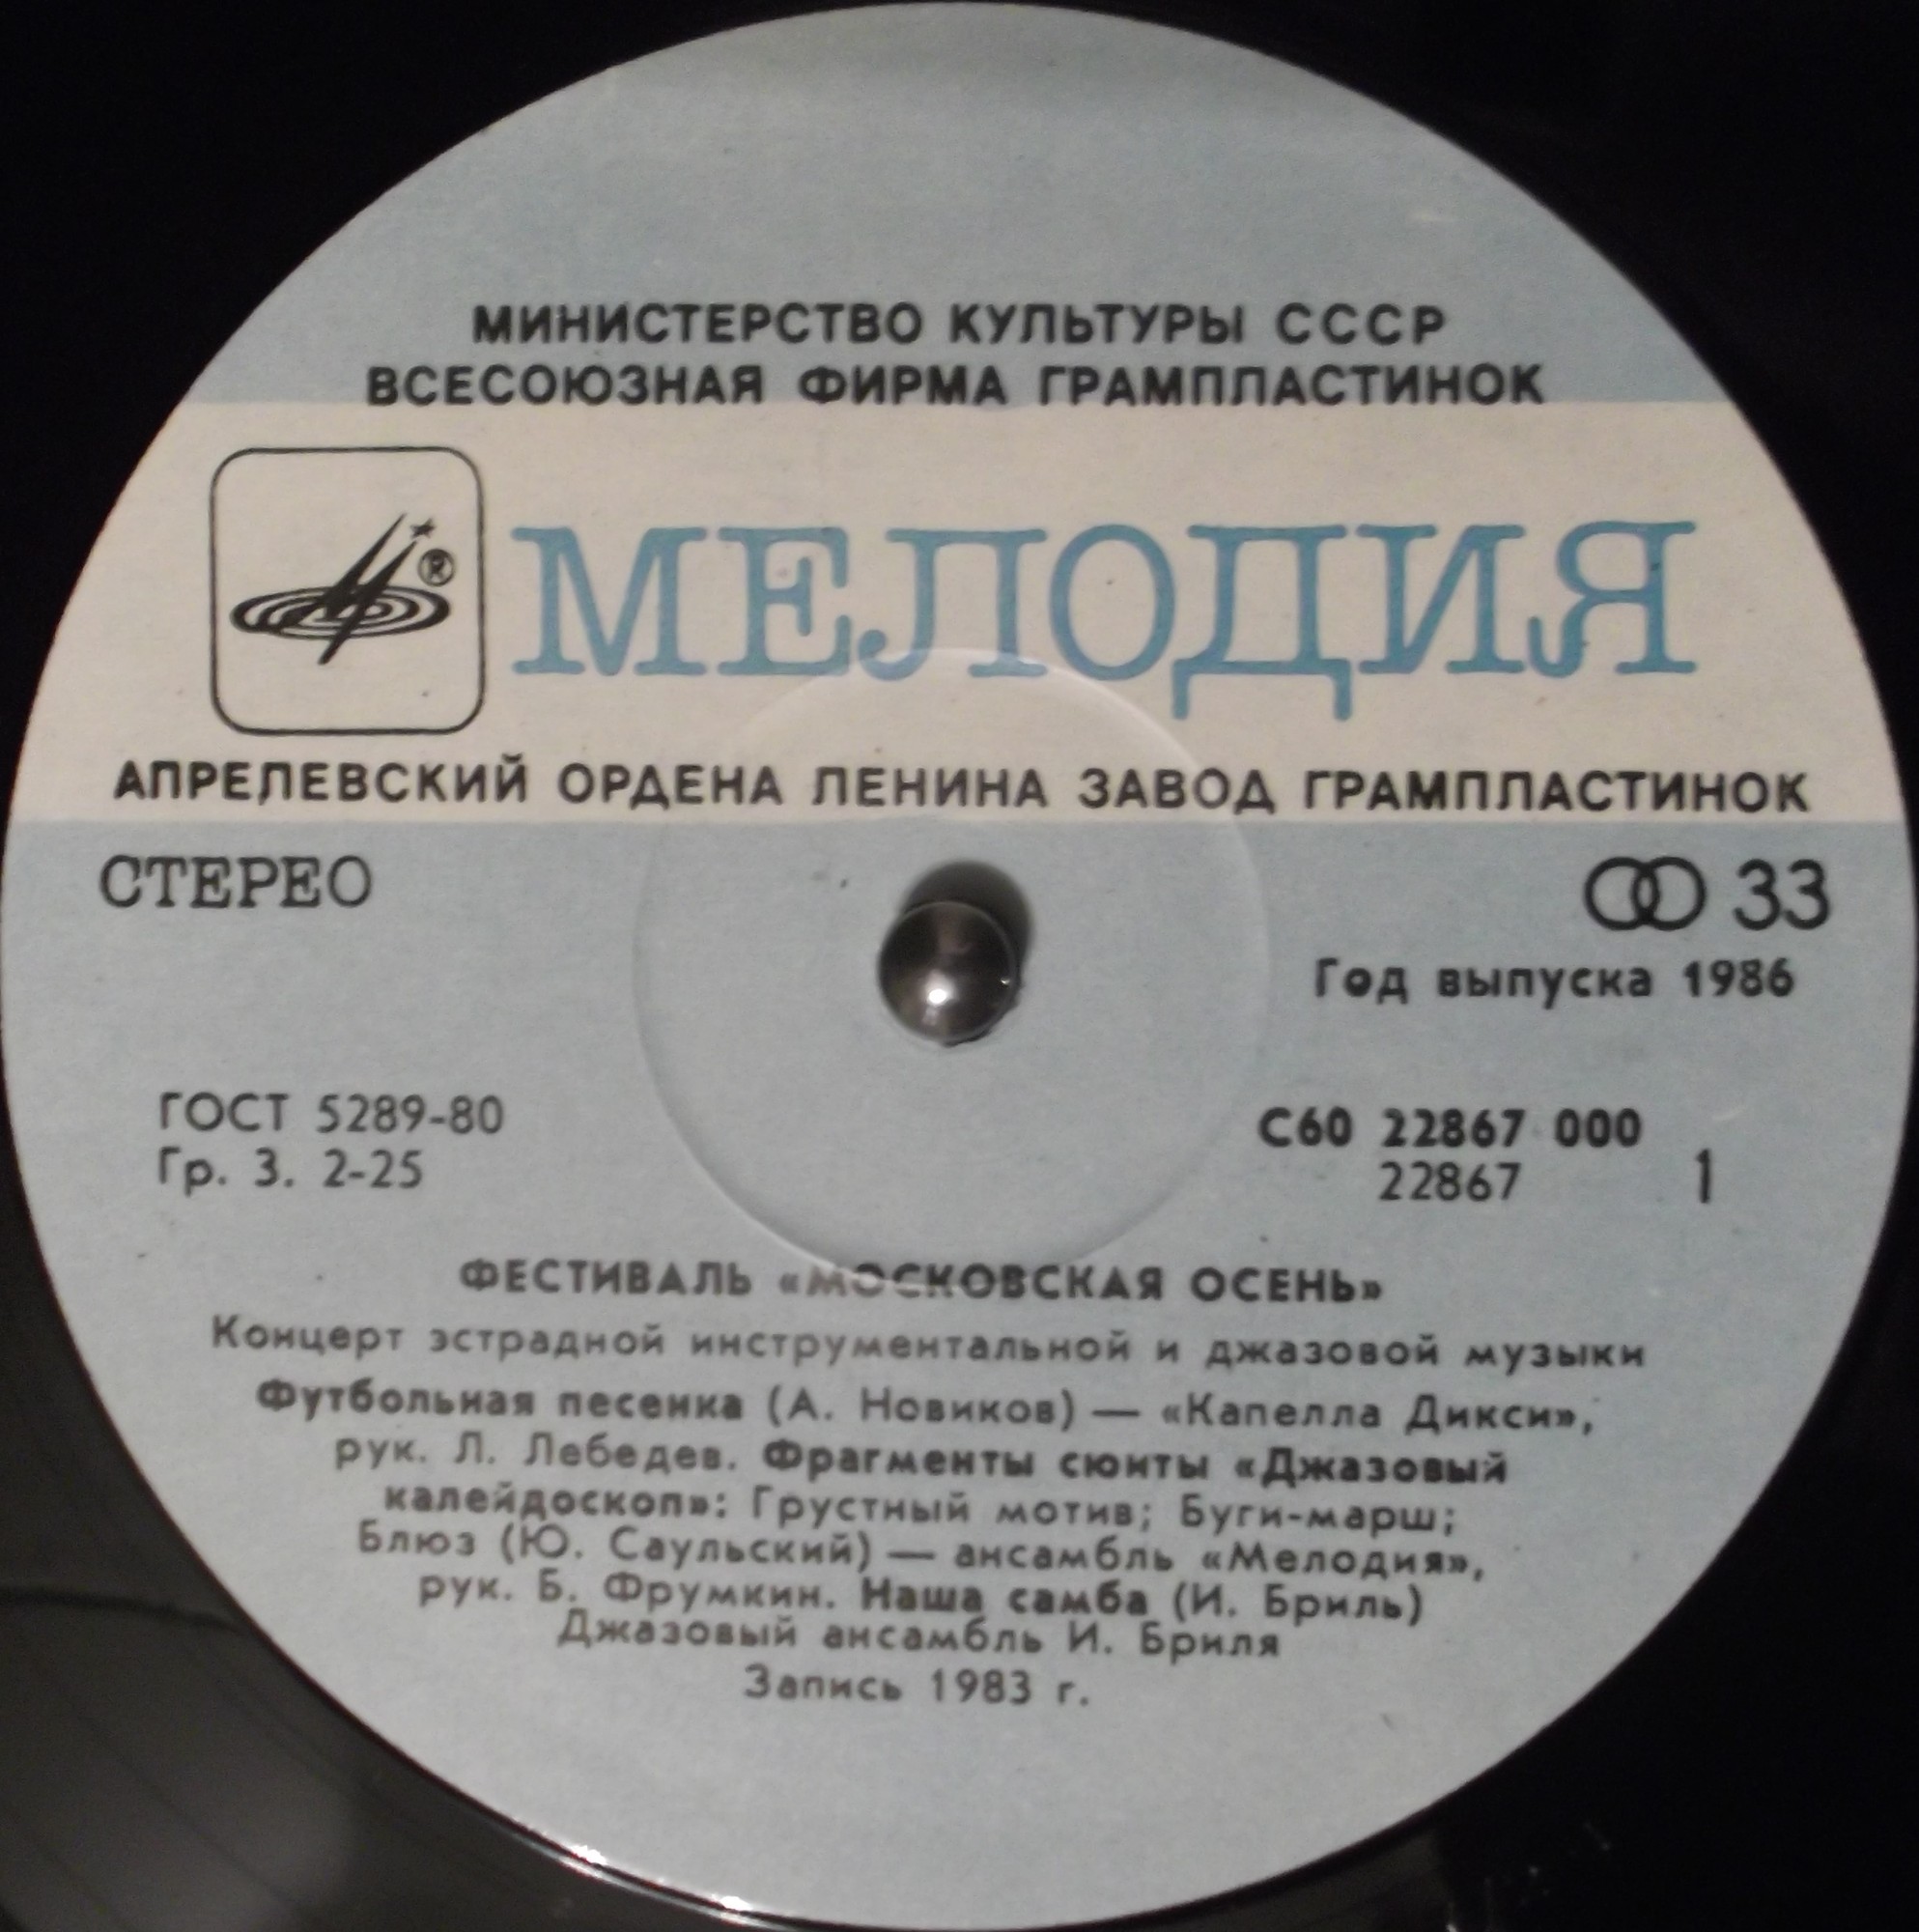 МИНИСТЕРСТВО КУЛЬТУРЫ СССР
ВСЕСОЮЗНАЯ ФИРМА ГРАМПЛАСТИНОК
®
МЕЛОДИЯ
АПРЕЛЕВСКИЙ ОРДЕНА ЛЕНИНА ЗАВОД ГРАМПЛАСТИНОК
СТЕРЕО
33
Год выпуска 1986
ГОСТ 5289-80
Гр. 3. 2-25
С60 22867 000
22867 1
ФЕСТИВАЛЬ «МОСКОВСКАЯ ОСЕНЬ»
Концерт эстрадной инструментальной и джазовой музыки
Футбольная песенка (А. Новиков) — «Капелла Дикси»,
рук. Л. Лебедев. Фрагменты сюиты «Джазовый
калейдоскоп»: Грустный мотив; Буги-марш;
Блюз (Ю. Саульский) — ансамбль «Мелодия»,
рук. Б. Фрумкин. Наша самба (И. Бриль)
Джазовый ансамбль И. Бриля
Запись 1983 г.